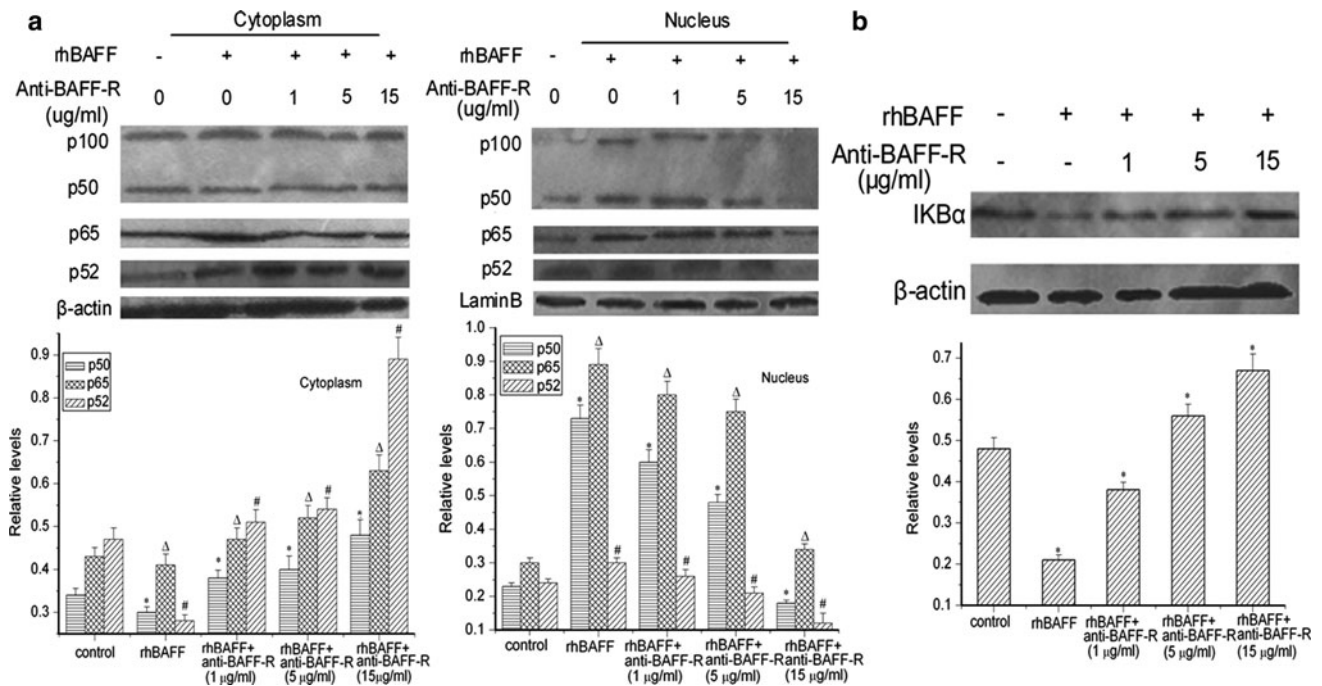 a
Cytoplasm
rhBAFF - + + + +
Anti-BAFF-R 0 0 1 5 15
(ug/ml)
p100
p50
p65
p52
β-actin
Relative levels
0.9
0.8
0.7
0.6
0.5
0.4
0.3
p50
p65
p52
Cytoplasm
* Δ #
* Δ #
* Δ #
* Δ #
control
rhBAFF
rhBAFF+
anti-BAFF-R
(1 μg/ml)
rhBAFF+
anti-BAFF-R
(5 μg/ml)
rhBAFF+
anti-BAFF-R
(15μg/ml)
Nucleus
rhBAFF - + + + +
Anti-BAFF-R 0 0 1 5 15
(ug/ml)
p100
p50
p65
p52
LaminB
Relative levels
1.0
0.9
0.8
0.7
0.6
0.5
0.4
0.3
0.2
0.1
p50
p65
p52
Nucleus
* Δ #
* Δ #
* Δ #
* Δ #
control
rhBAFF
rhBAFF+
anti-BAFF-R
(1 μg/ml)
rhBAFF+
anti-BAFF-R
(5 μg/ml)
rhBAFF+
anti-BAFF-R
(15 μg/ml)
b
rhBAFF - + + + +
Anti-BAFF-R - - 1 5 15
(μg/ml)
IKBα
β-actin
Relative levels
0.7
0.6
0.5
0.4
0.3
0.2
0.1
* * * *
control
rhBAFF
rhBAFF+
anti-BAFF-R
(1 μg/ml)
rhBAFF+
anti-BAFF-R
(5 μg/ml)
rhBAFF+
anti-BAFF-R
(15 μg/ml)